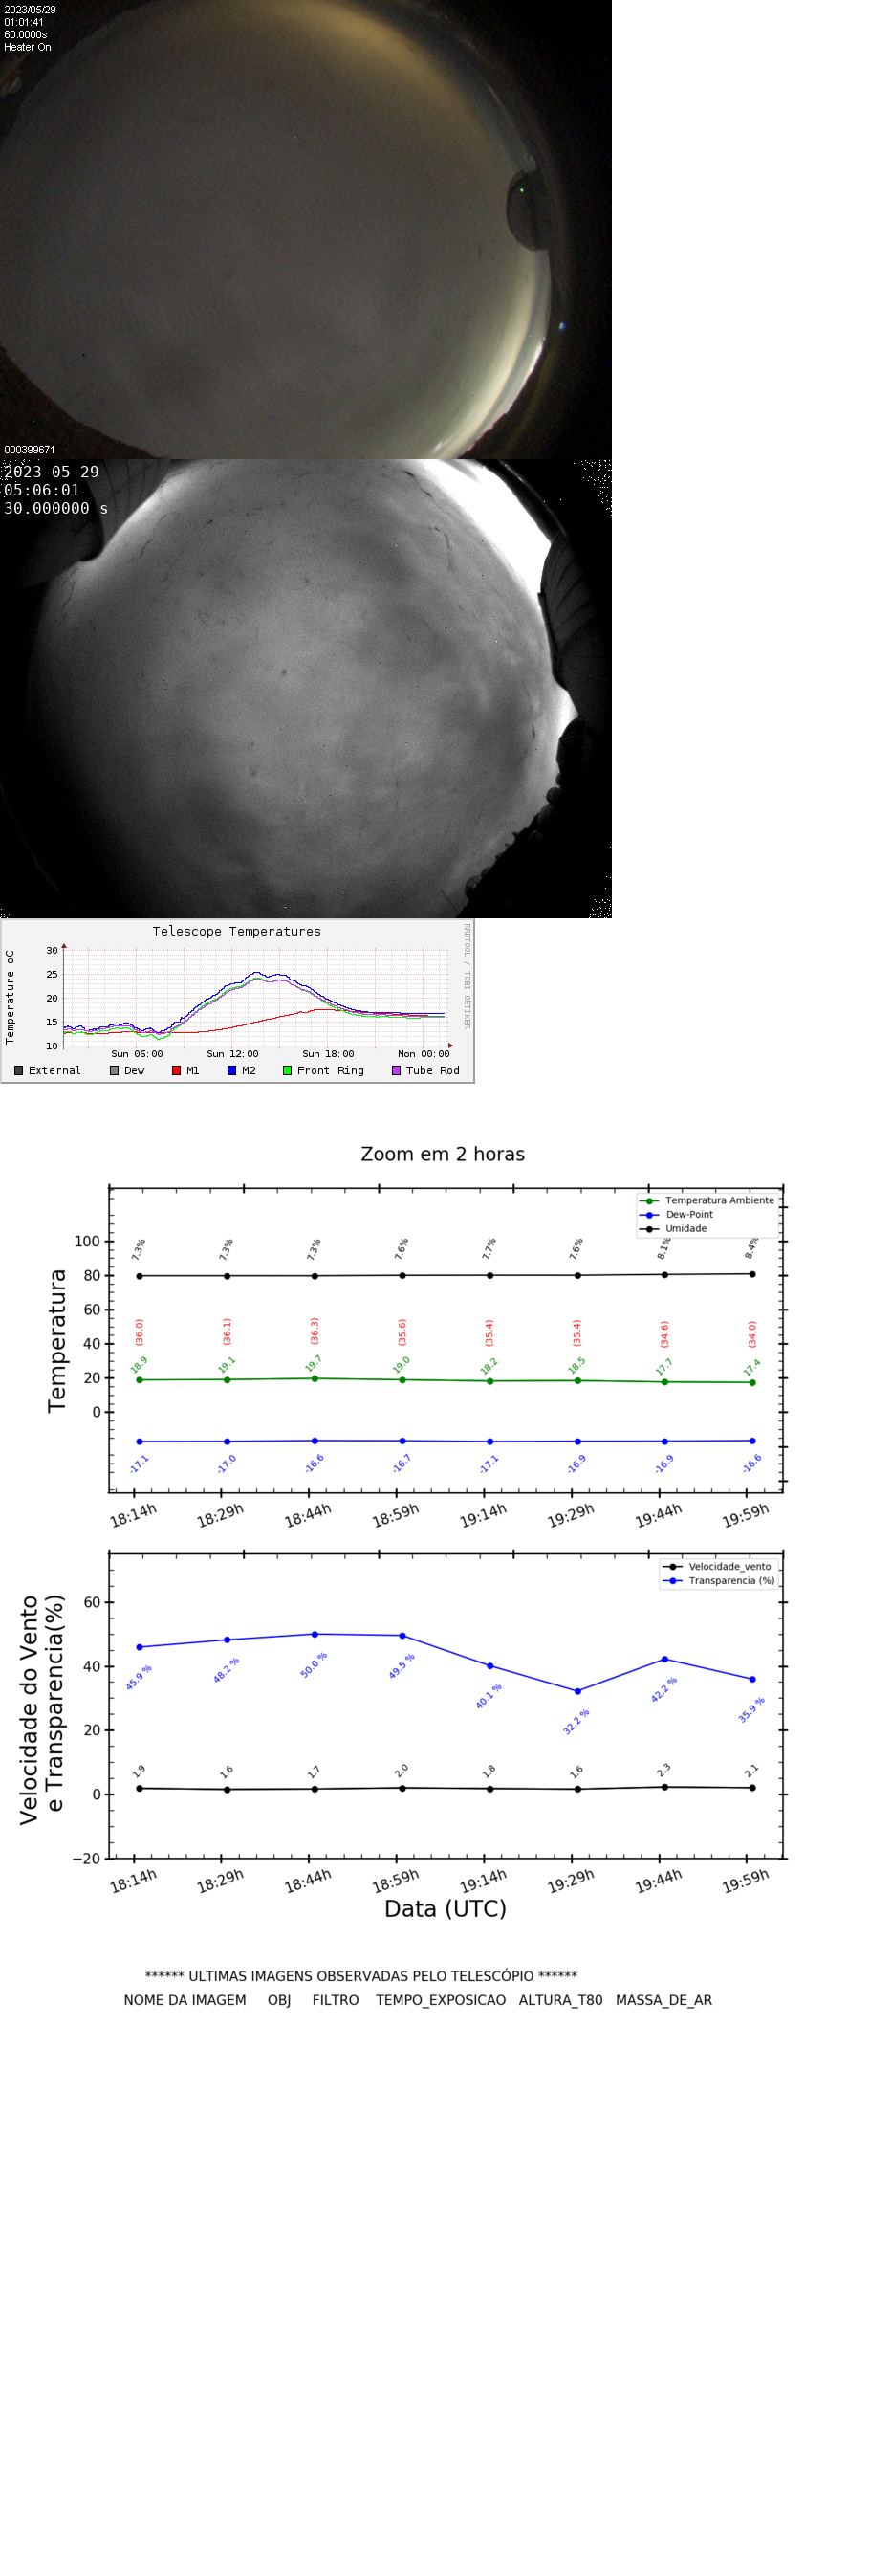 2023/05/29
01:01:41
60.0000s
Heater On
000399671
2023-05-29
05:06:01
30.000000 s
Telescope Temperatures
RRDTOOL / TOBI OETIKER
Temperature oC
30
25
20
15
10
Sun 06:00 Sun 12:00 Sun 18:00 Mon 00:00
External Dew M1 M2 Front Ring Tube Rod
Zoom em 2 horas
Temperatura Ambiente
Dew-Point
Umidade
Temperatura
100
80
60
40
20
0
7.3% 7.3% 7.3% 7.6% 7.7% 7.6% 8.1% 8.4%
(36.0) (36.1) (36.3) (35.6) (35.4) (35.4) (34.6) (34.0)
18.9 19.1 19.7 19.0 18.2 18.5 17.7 17.4
-17.1 -17.0 -16.6 -16.7 -17.1 -16.9 -16.9 -16.6
18:14h 18:29h 18:44h 18:59h 19:14h 19:29h 19:44h 19:59h
Velocidade_vento
Transparencia (%)
Velocidade do Vento
e Transparencia(%)
60
40
20
0
−20
45.9 % 48.2 % 50.0 % 49.5 % 40.1 % 32.2 % 42.2 % 35.9 %
1.9 1.6 1.7 2.0 1.8 1.6 2.3 2.1
18:14h 18:29h 18:44h 18:59h 19:14h 19:29h 19:44h 19:59h
Data (UTC)
****** ULTIMAS IMAGENS OBSERVADAS PELO TELESCÓPIO ******
NOME DA IMAGEM OBJ FILTRO TEMPO_EXPOSICAO ALTURA_T80 MASSA_DE_AR